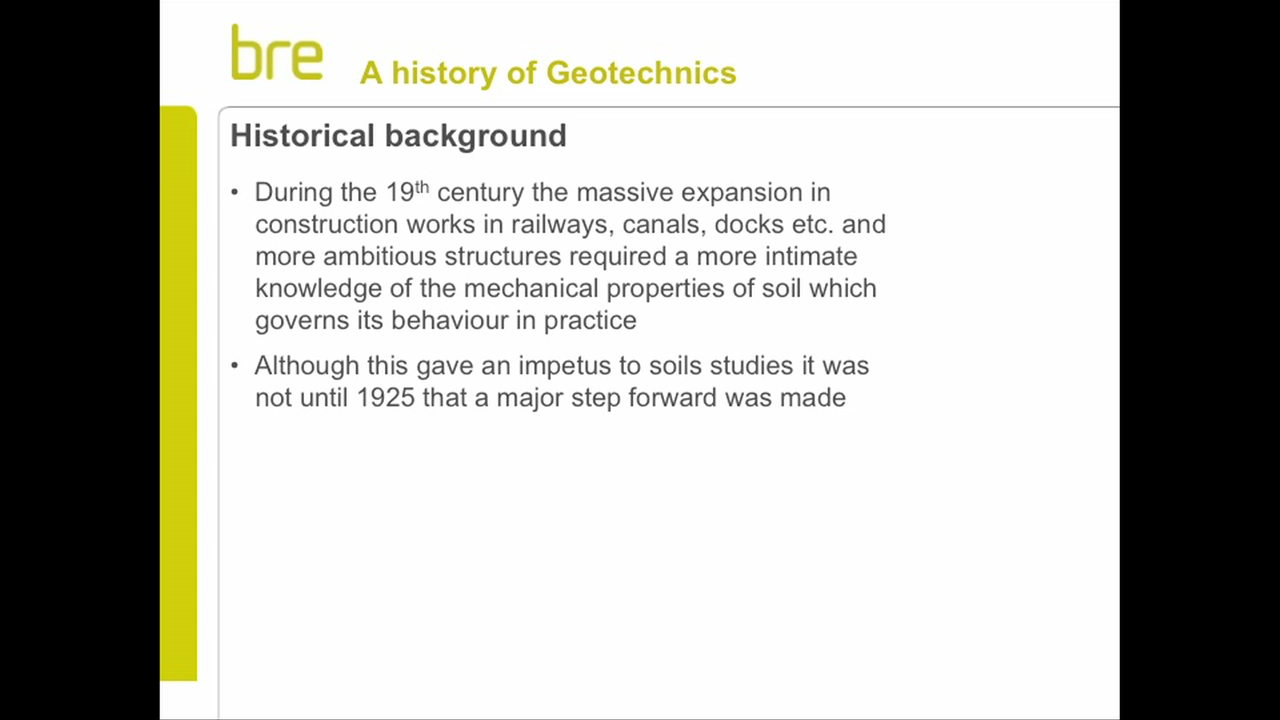 bre
A history of Geotechnics
Historical background
• During the 19th century the massive expansion in
construction works in railways, canals, docks etc. and
more ambitious structures required a more intimate
knowledge of the mechanical properties of soil which
governs its behaviour in practice
• Although this gave an impetus to soils studies it was
not until 1925 that a major step forward was made